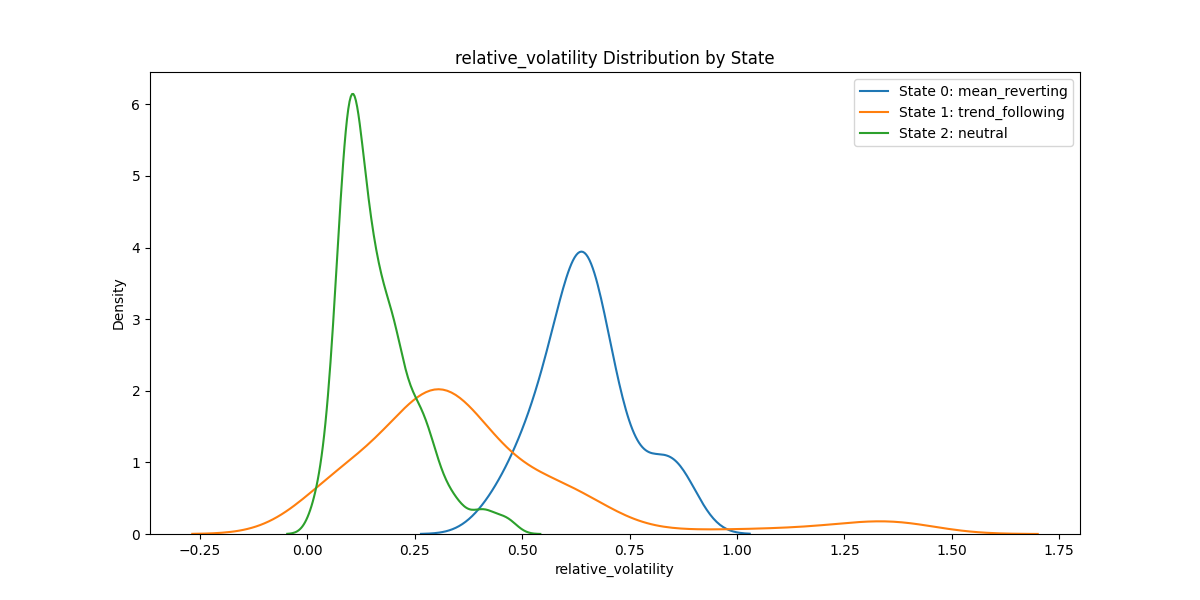 relative_volatility Distribution by State
State 0: mean_reverting
State 1: trend_following
State 2: neutral
Density
6
5
4
3
2
1
0
−0.25 0.00 0.25 0.50 0.75 1.00 1.25 1.50 1.75
relative_volatility